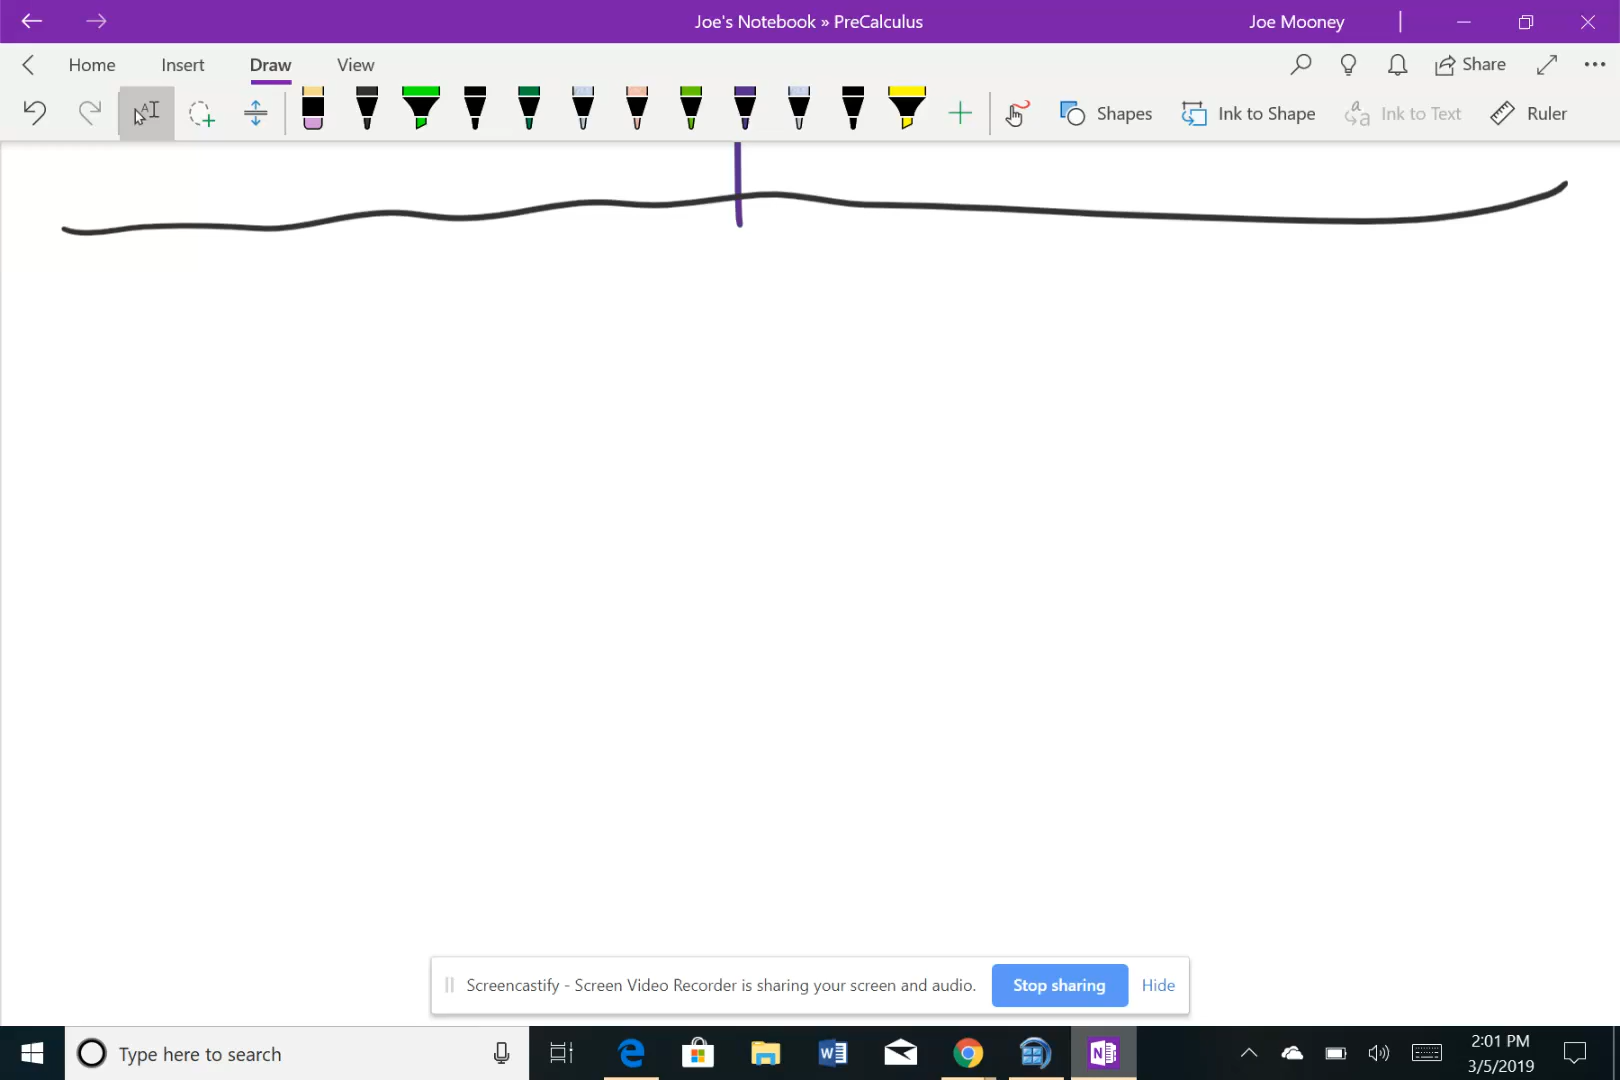 Joe's Notebook » PreCalculus
Joe Mooney
Home Insert Draw View
Share
Shapes Ink to Shape Ink to Text Ruler
Screencastify - Screen Video Recorder is sharing your screen and audio. Stop sharing Hide
Type here to search
2:01 PM
3/5/2019